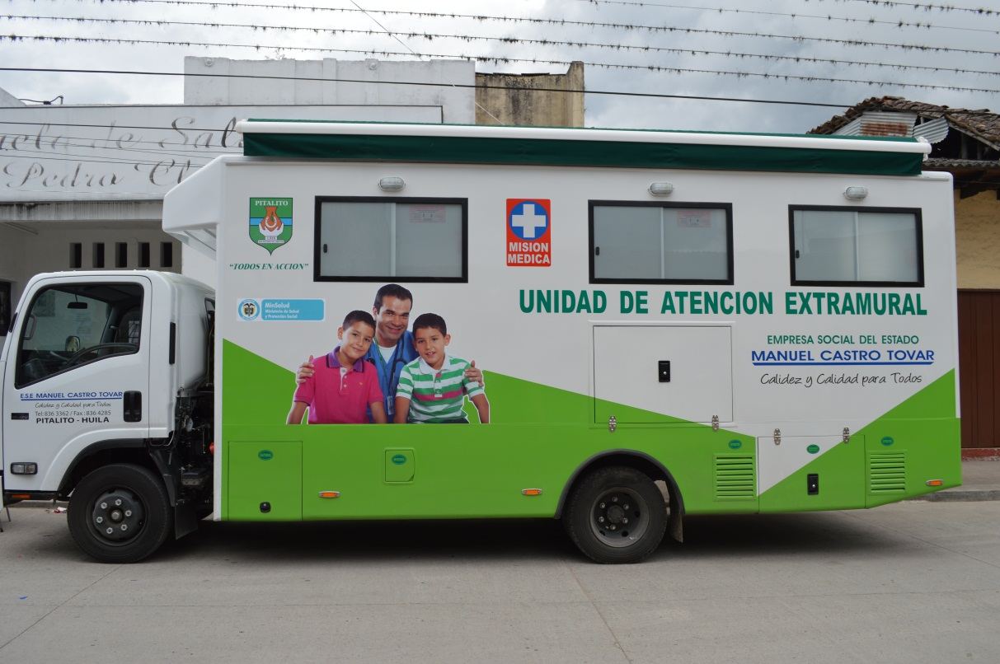 uela de Sal
Pedro Cl
PITALITO
"TODOS EN ACCION"
MinSalud
Ministerio de Salud
y Protección Social
MISION
MEDICA
UNIDAD DE ATENCION EXTRAMURAL
EMPRESA SOCIAL DEL ESTADO
MANUEL CASTRO TOVAR
Calidez y Calidad para Todos
E.S.E MANUEL CASTRO TOVAR
Calidez y Calidad para Todos
Tel:836 3362 / Fax :836 4285
PITALITO - HUILA